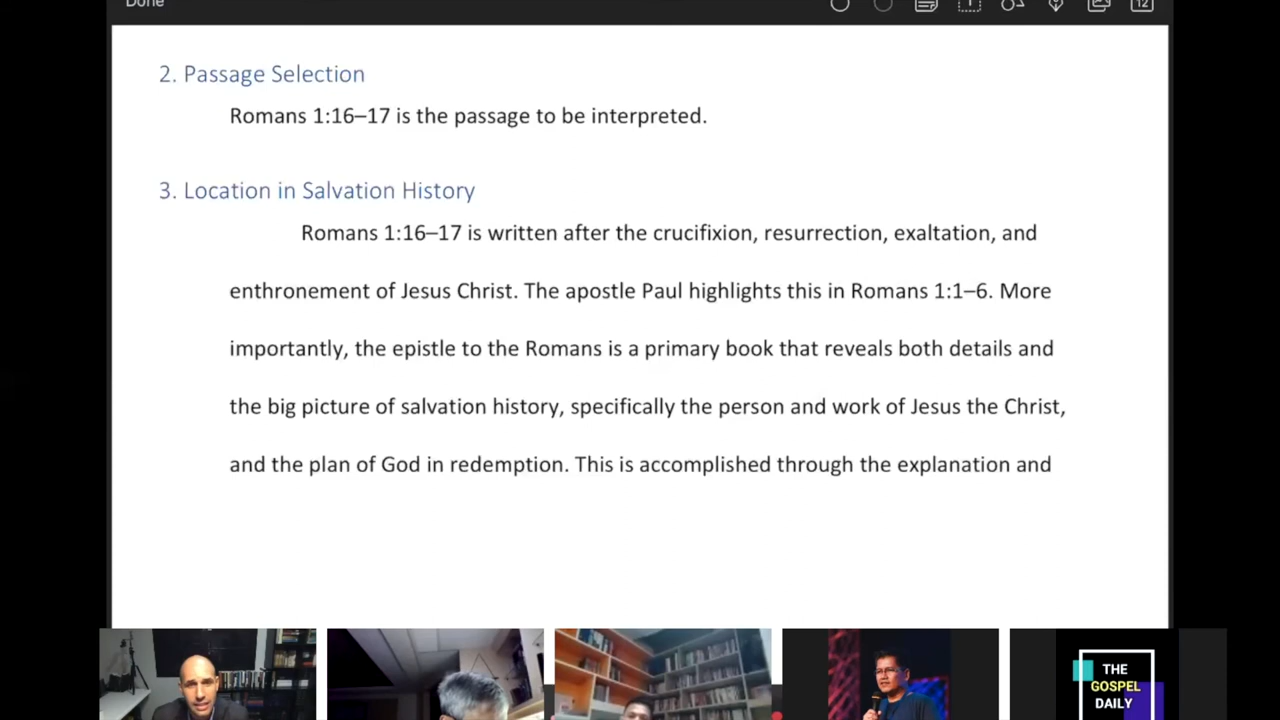 Done
12
2. Passage Selection
Romans 1:16–17 is the passage to be interpreted.
3. Location in Salvation History
Romans 1:16–17 is written after the crucifixion, resurrection, exaltation, and
enthronement of Jesus Christ. The apostle Paul highlights this in Romans 1:1–6. More
importantly, the epistle to the Romans is a primary book that reveals both details and
the big picture of salvation history, specifically the person and work of Jesus the Christ,
and the plan of God in redemption. This is accomplished through the explanation and
THE
GOSPEL
DAILY